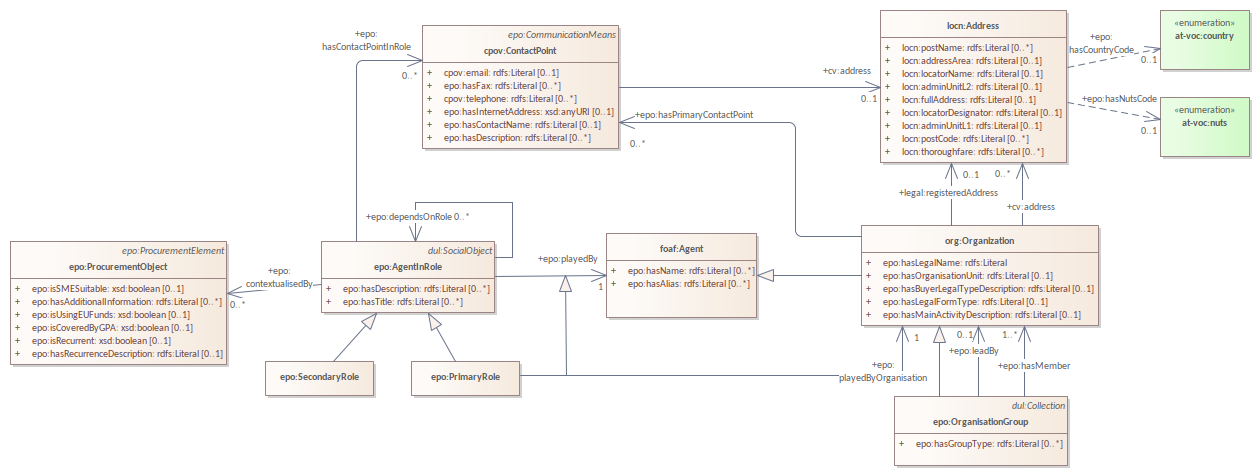 +epo:
hasContactPointInRole
0..*
epo:CommunicationMeans
cpov:ContactPoint
+ cpov:email: rdfs:Literal [0..1]
+ epo:hasFax: rdfs:Literal [0..*]
+ cpov:telephone: rdfs:Literal [0..*]
+ epo:hasInternetAddress: xsd:anyURI [0..1]
+ epo:hasContactName: rdfs:Literal [0..1]
+ epo:hasDescription: rdfs:Literal [0..*]
+cv:address
0..1
+epo:hasPrimaryContactPoint
0..*
locn:Address
+ locn:postName: rdfs:Literal [0..*]
+ locn:addressArea: rdfs:Literal [0..1]
+ locn:locatorName: rdfs:Literal [0..1]
+ locn:adminUnitL2: rdfs:Literal [0..1]
+ locn:fullAddress: rdfs:Literal [0..1]
+ locn:locatorDesignator: rdfs:Literal [0..1]
+ locn:adminUnitL1: rdfs:Literal [0..1]
+ locn:postCode: rdfs:Literal [0..*]
+ locn:thoroughfare: rdfs:Literal [0..*]
+epo:
hasCountryCode
0..1
«enumeration»
at-voc:country
+epo:hasNutsCode
0..1
«enumeration»
at-voc:nuts
0..1
0..*
+legal:registeredAddress
+cv:address
+epo:dependsOnRole 0..*
epo:ProcurementElement
epo:ProcurementObject
+ epo:isSMESuitable: xsd:boolean [0..1]
+ epo:hasAdditionalInformation: rdfs:Literal [0..*]
+ epo:isUsingEUFunds: xsd:boolean [0..1]
+ epo:isCoveredByGPA: xsd:boolean [0..1]
+ epo:isRecurrent: xsd:boolean [0..1]
+ epo:hasRecurrenceDescription: rdfs:Literal [0..1]
+epo:
contextualisedBy
0..*
dul:SocialObject
epo:AgentInRole
+ epo:hasDescription: rdfs:Literal [0..*]
+ epo:hasTitle: rdfs:Literal [0..*]
+epo:playedBy
1
foaf:Agent
+ epo:hasName: rdfs:Literal [0..*]
+ epo:hasAlias: rdfs:Literal [0..*]
org:Organization
+ epo:hasLegalName: rdfs:Literal
+ epo:hasOrganisationUnit: rdfs:Literal [0..1]
+ epo:hasBuyerLegalTypeDescription: rdfs:Literal [0..1]
+ epo:hasLegalFormType: rdfs:Literal [0..1]
+ epo:hasMainActivityDescription: rdfs:Literal [0..1]
epo:SecondaryRole
epo:PrImaryRole
1
0..1
1..*
+epo:leadBy
+epo:hasMember
+epo:
playedByOrganisation
dul:Collection
epo:OrganisationGroup
+ epo:hasGroupType: rdfs:Literal [0..*]